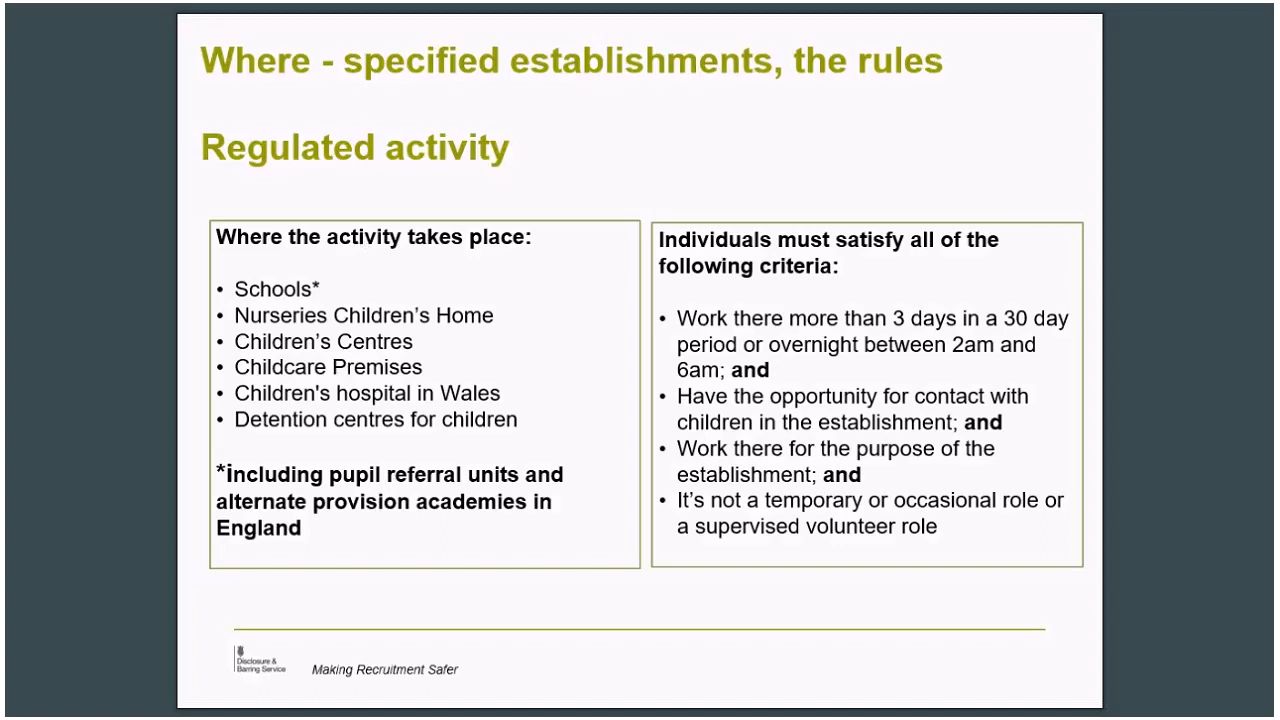 Where - specified establishments, the rules
Regulated activity
Where the activity takes place:
• Schools*
• Nurseries Children’s Home
• Children’s Centres
• Childcare Premises
• Children's hospital in Wales
• Detention centres for children
*including pupil referral units and
alternate provision academies in
England
Individuals must satisfy all of the
following criteria:
• Work there more than 3 days in a 30 day
period or overnight between 2am and
6am; and
• Have the opportunity for contact with
children in the establishment; and
• Work there for the purpose of the
establishment; and
• It’s not a temporary or occasional role or
a supervised volunteer role
Disclosure &
Barring Service
Making Recruitment Safer